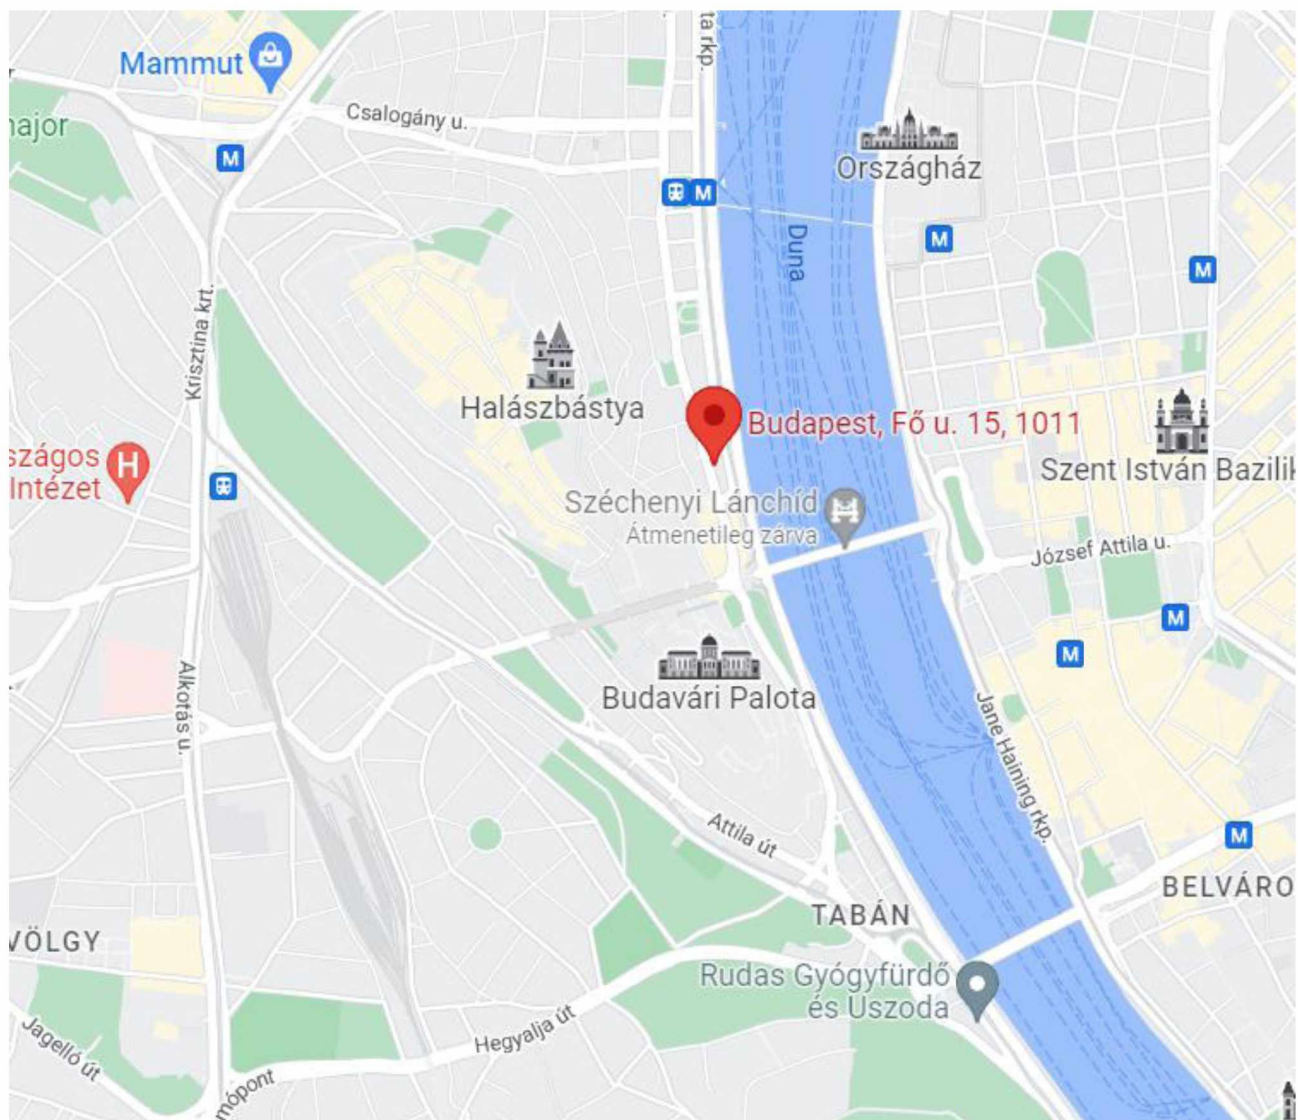 ta rkp.
Mammut
Csalogány u.
major
M
Országház
M
M
Duna
M
Krisztina krt.
Halászbástya
Budapest, Fő u. 15, 1011
szágos
Intézet
H
Szent István Bazilik
Széchenyi Lánchíd
Átmenetileg zárva
József Attila u.
M
M
Budavári Palota
Alkotás u.
Jane Haining rkp.
Attila út
M
BELVÁRO
TABÁN
VÖLGY
Rudas Gyógyfürdő
és Uszoda
Hegyalja út
Jagelló út
mópont